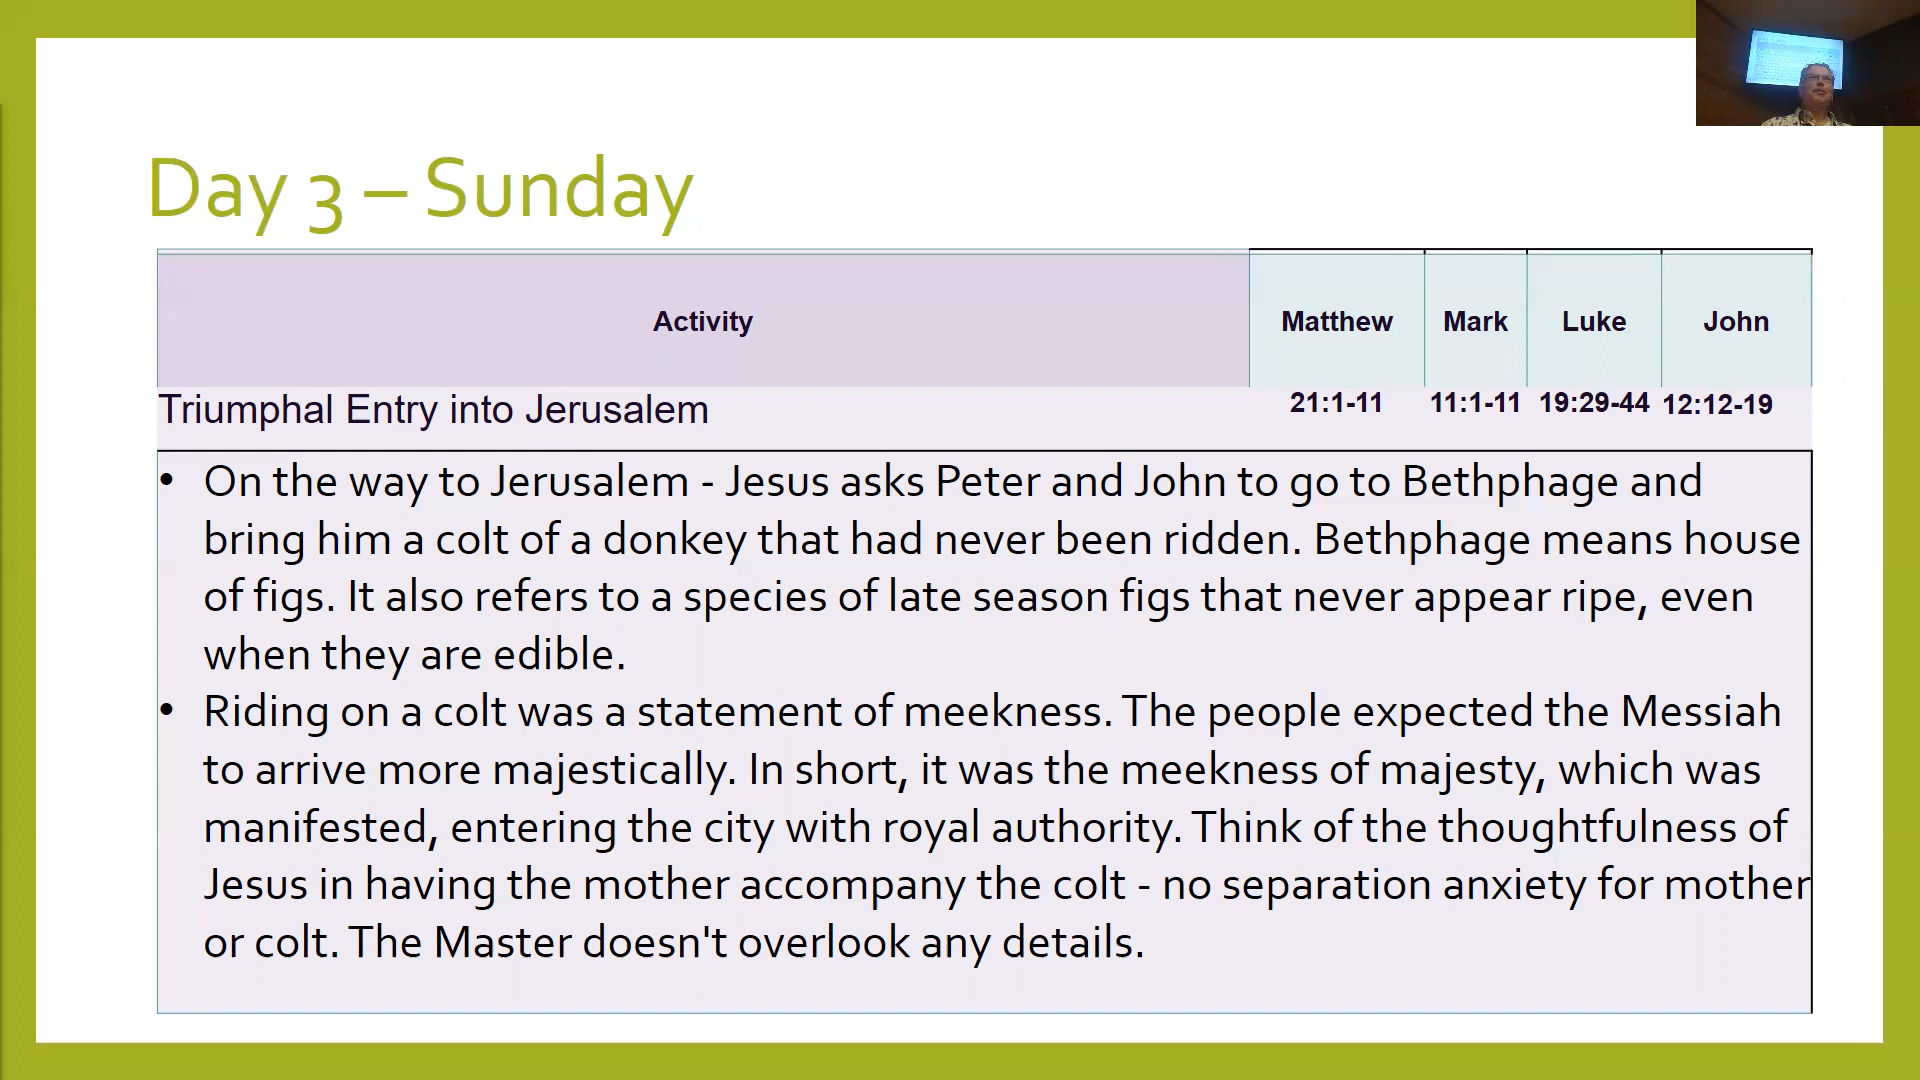 Day 3 – Sunday
Activity Matthew Mark Luke John
Triumphal Entry into Jerusalem 21:1-11 11:1-11 19:29-44 12:12-19
• On the way to Jerusalem - Jesus asks Peter and John to go to Bethphage and
bring him a colt of a donkey that had never been ridden. Bethphage means house
of figs. It also refers to a species of late season figs that never appear ripe, even
when they are edible.
• Riding on a colt was a statement of meekness. The people expected the Messiah
to arrive more majestically. In short, it was the meekness of majesty, which was
manifested, entering the city with royal authority. Think of the thoughtfulness of
Jesus in having the mother accompany the colt - no separation anxiety for mother
or colt. The Master doesn't overlook any details.